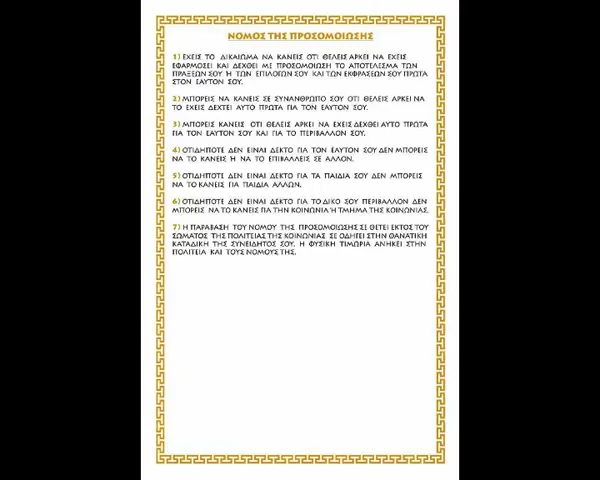 ΝΟΜΟΣ ΤΗΣ ΠΡΟΣΟΜΟΙΩΣΗΣ
1) ΕΧΕΙΣ ΤΟ ΔΙΚΑΙΩΜΑ ΝΑ ΚΑΝΕΙΣ ΟΤΙ ΘΕΛΕΙΣ ΑΡΚΕΙ ΝΑ ΕΧΕΙΣ
ΕΦΑΡΜΟΣΕΙ ΚΑΙ ΔΕΧΘΕΙ ΜΕ ΠΡΟΣΟΜΟΙΩΣΗ ΤΟ ΑΠΟΤΕΛΕΣΜΑ ΤΩΝ
ΠΡΑΞΕΩΝ ΣΟΥ Ή ΤΩΝ ΕΠΙΛΟΓΩΝ ΣΟΥ ΚΑΙ ΤΩΝ ΕΚΦΡΑΣΕΩΝ ΣΟΥ ΠΡΩΤΑ
ΣΤΟΝ ΕΑΥΤΟΝ ΣΟΥ.
2) ΜΠΟΡΕΙΣ ΝΑ ΚΑΝΕΙΣ ΣΕ ΣΥΝΑΝΘΡΩΠΟ ΣΟΥ ΟΤΙ ΘΕΛΕΙΣ ΑΡΚΕΙ ΝΑ
ΤΟ ΕΧΕΙΣ ΔΕΧΤΕΙ ΑΥΤΟ ΠΡΩΤΑ ΓΙΑ ΤΟΝ ΕΑΥΤΟΝ ΣΟΥ.
3) ΜΠΟΡΕΙΣ ΚΑΝΕΙΣ ΟΤΙ ΘΕΛΕΙΣ ΑΡΚΕΙ ΝΑ ΕΧΕΙΣ ΔΕΧΘΕΙ ΑΥΤΟ ΠΡΩΤΑ
ΓΙΑ ΤΟΝ ΕΑΥΤΟΝ ΣΟΥ ΚΑΙ ΓΙΑ ΤΟ ΠΕΡΙΒΑΛΛΟΝ ΣΟΥ.
4) ΟΤΙΔΗΠΟΤΕ ΔΕΝ ΕΙΝΑΙ ΔΕΚΤΟ ΓΙΑ ΤΟΝ ΕΑΥΤΟΝ ΣΟΥ ΔΕΝ ΜΠΟΡΕΙΣ
ΝΑ ΤΟ ΚΑΝΕΙΣ Ή ΝΑ ΤΟ ΕΠΙΒΑΛΛΕΙΣ ΣΕ ΑΛΛΟΝ.
5) ΟΤΙΔΗΠΟΤΕ ΔΕΝ ΕΙΝΑΙ ΔΕΚΤΟ ΓΙΑ ΤΑ ΠΑΙΔΙΑ ΣΟΥ ΔΕΝ ΜΠΟΡΕΙΣ
ΝΑ ΤΟ ΚΑΝΕΙΣ ΓΙΑ ΠΑΙΔΙΑ ΑΛΛΩΝ.
6) ΟΤΙΔΗΠΟΤΕ ΔΕΝ ΕΙΝΑΙ ΔΕΚΤΟ ΓΙΑ ΤΟ ΔΙΚΟ ΣΟΥ ΠΕΡΙΒΑΛΛΟΝ ΔΕΝ
ΜΠΟΡΕΙΣ ΝΑ ΤΟ ΚΑΝΕΙΣ ΓΙΑ ΤΗΝ ΚΟΙΝΩΝΙΑ Ή ΤΜΗΜΑ ΤΗΣ ΚΟΙΝΩΝΙΑΣ.
7) Η ΠΑΡΑΒΑΣΗ ΤΟΥ ΝΟΜΟΥ ΤΗΣ ΠΡΟΣΟΜΟΙΩΣΗΣ ΣΕ ΘΕΤΕΙ ΕΚΤΟΣ ΤΟΥ
ΣΩΜΑΤΟΣ ΤΗΣ ΠΟΛΙΤΕΙΑΣ ΤΗΣ ΚΟΙΝΩΝΙΑΣ ΣΕ ΟΔΗΓΕΙ ΣΤΗΝ ΘΑΝΑΤΙΚΗ
ΚΑΤΑΔΙΚΗ ΤΗΣ ΣΥΝΕΙΔΗΤΟΣ ΣΟΥ. Η ΦΥΣΙΚΗ ΤΙΜΩΡΙΑ ΑΝΗΚΕΙ ΣΤΗΝ
ΠΟΛΙΤΕΙΑ ΚΑΙ ΤΟΥΣ ΝΟΜΟΥΣ ΤΗΣ.